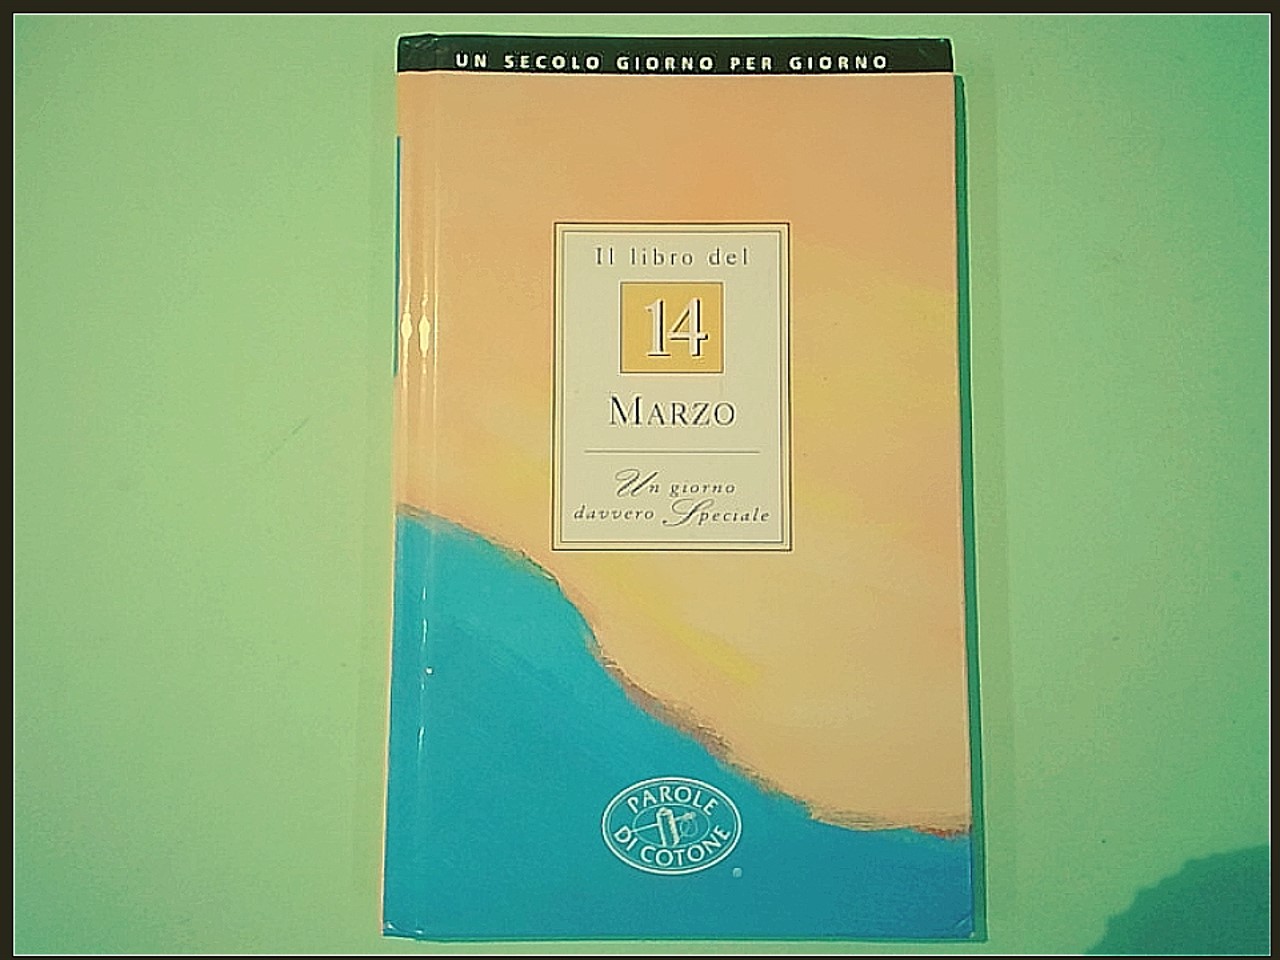 UN SECOLO GIORNO PER GIORNO
Il libro del
14
MARZO
Un giorno
davvero Speciale
PAROLE
DI COTONE